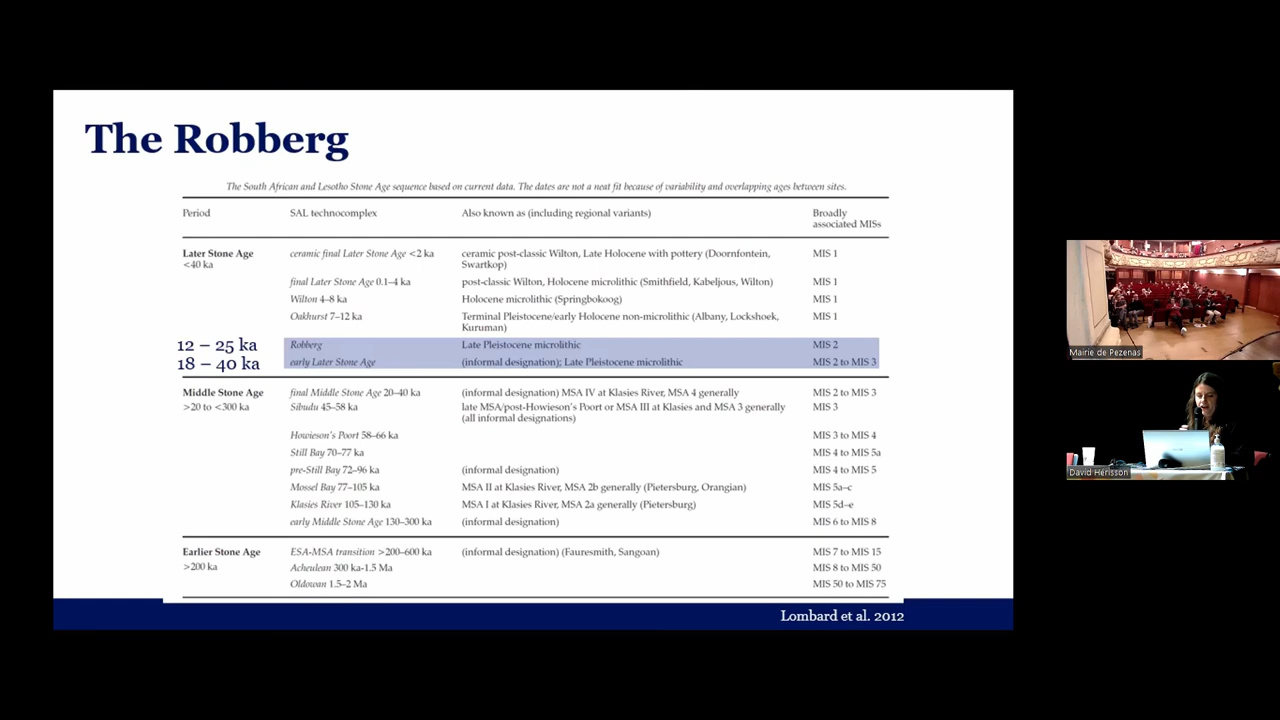 The Robberg
The South African and Lesotho Stone Age sequence based on current data. The dates are not a neat fit because of variability and overlapping ages between sites.
Period SAL technocomplex Also known as (including regional variants) Broadly
associated MISs
Later Stone Age ceramic final Later Stone Age <2 ka ceramic post-classic Wilton, Late Holocene with pottery (Doornfontein, MIS 1
<40 ka Swartkop)
final Later Stone Age 0.1–4 ka post-classic Wilton, Holocene microlithic (Smithfield, Kabeljous, Wilton) MIS 1
Wilton 4–8 ka Holocene microlithic (Springbokoog) MIS 1
Oakhurst 7–12 ka Terminal Pleistocene/early Holocene non-microlithic (Albany, Lockshoek, MIS 1
Kuruman)
12 – 25 ka Robberg Late Pleistocene microlithic MIS 2
18 – 40 ka early Later Stone Age (informal designation); Late Pleistocene microlithic MIS 2 to MIS 3
Middle Stone Age final Middle Stone Age 20–40 ka (informal designation) MSA IV at Klasies River, MSA 4 generally MIS 2 to MIS 3
>20 to <300 ka Sibudu 45–58 ka late MSA/post-Howieson's Poort or MSA III at Klasies and MSA 3 generally MIS 3
(all informal designations)
Howieson's Poort 58–66 ka MIS 3 to MIS 4
Still Bay 70–77 ka MIS 4 to MIS 5a
pre-Still Bay 72–96 ka (informal designation) MIS 4 to MIS 5
Mossel Bay 77–105 ka MSA II at Klasies River, MSA 2b generally (Pietersburg, Orangian) MIS 5a–c
Klasies River 105–130 ka MSA I at Klasies River, MSA 2a generally (Pietersburg) MIS 5d–e
early Middle Stone Age 130–300 ka (informal designation) MIS 6 to MIS 8
Earlier Stone Age ESA-MSA transition >200–600 ka (informal designation) (Fauresmith, Sangoan) MIS 7 to MIS 15
>200 ka Acheulean 300 ka-1.5 Ma MIS 8 to MIS 50
Oldowan 1.5–2 Ma MIS 50 to MIS 75
Lombard et al. 2012
Mairie de Pezenas
David Hérisson